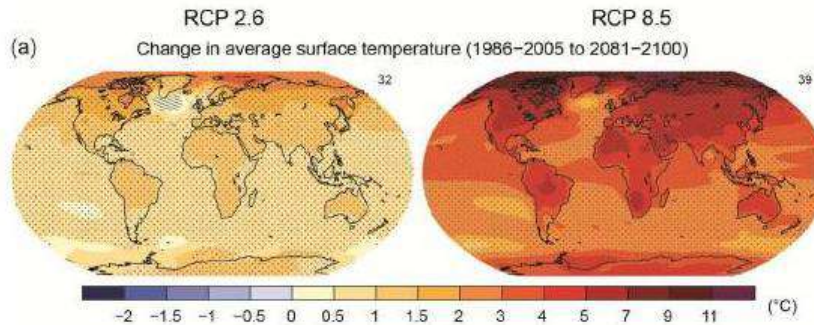 RCP 2.6 RCP 8.5
(a) Change in average surface temperature (1986−2005 to 2081−2100)
32 39
−2 −1.5 −1 −0.5 0 0.5 1 1.5 2 3 4 5 7 9 11 (°C)